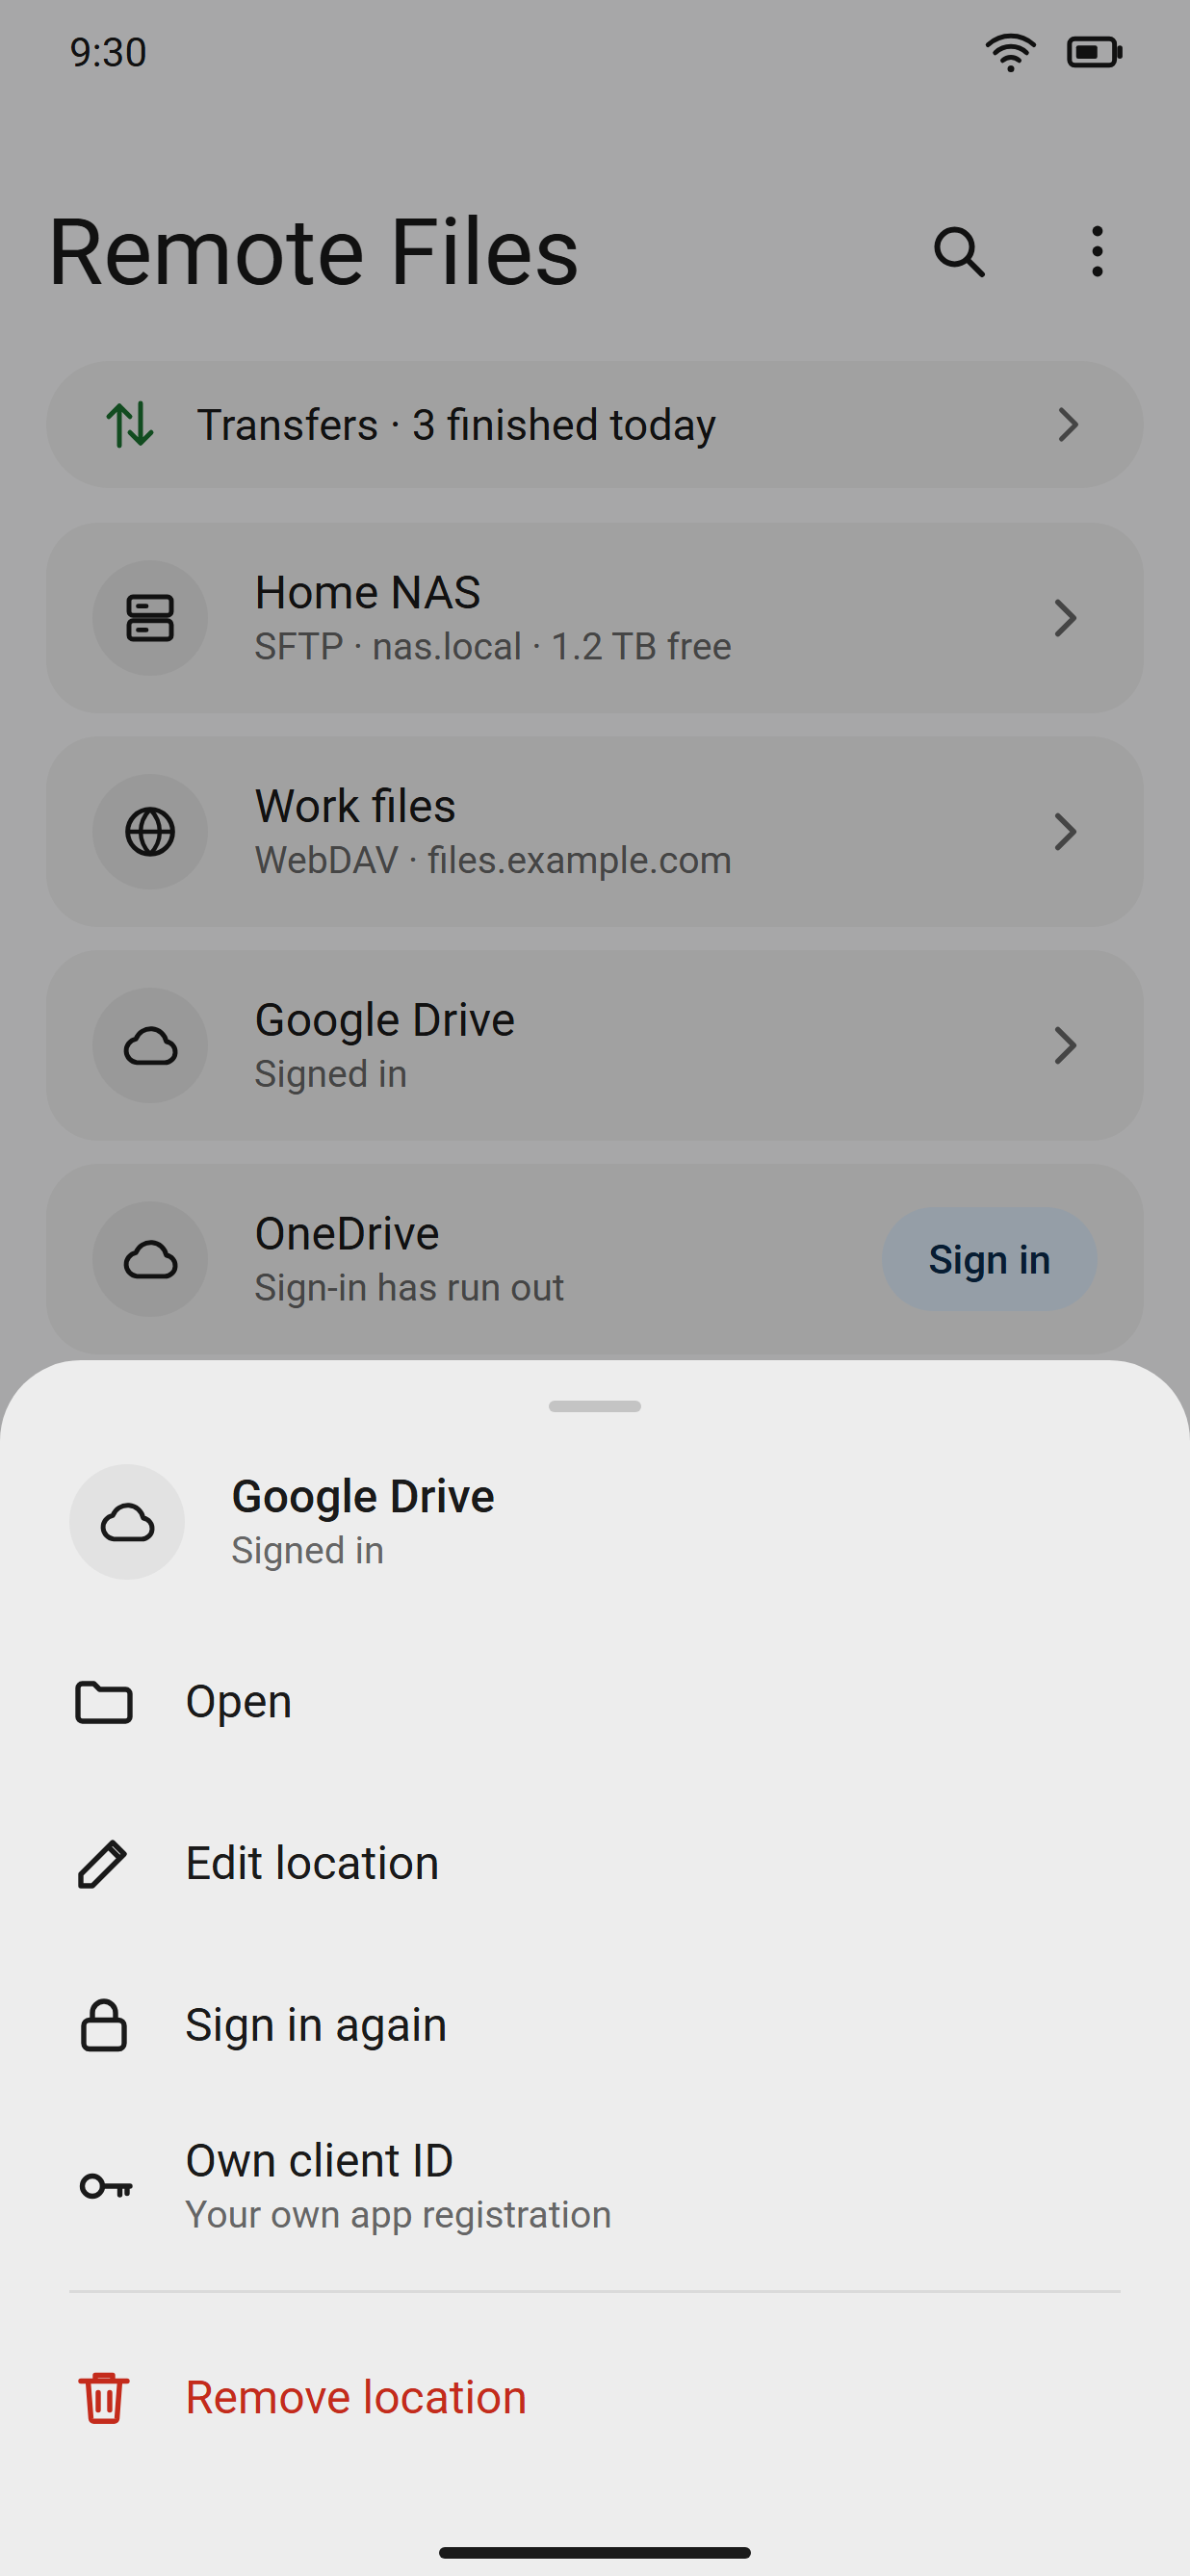 9:30
Remote Files
Transfers · 3 finished today
Home NAS
SFTP · nas.local · 1.2 TB free
Work files
WebDAV · files.example.com
Google Drive
Signed in
OneDrive
Sign-in has run out
Sign in
Google Drive
Signed in
Open
Edit location
Sign in again
Own client ID
Your own app registration
Remove location